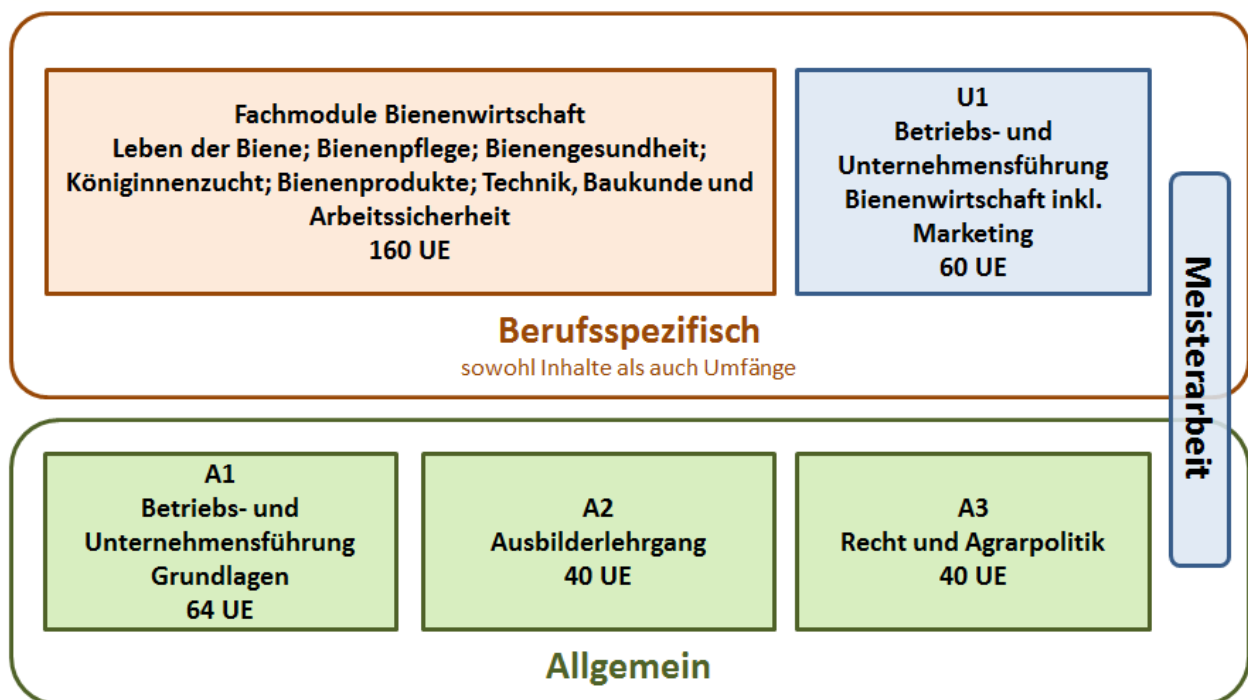 Fachmodule Bienenwirtschaft
Leben der Biene; Bienenpflege; Bienengesundheit;
Königinnenzucht; Bienenprodukte; Technik, Baukunde und
Arbeitssicherheit
160 UE
U1
Betriebs- und
Unternehmensführung
Bienenwirtschaft inkl.
Marketing
60 UE
Berufsspezifisch
sowohl Inhalte als auch Umfänge
Meisterarbeit
A1
Betriebs- und
Unternehmensführung
Grundlagen
64 UE
A2
Ausbilderlehrgang
40 UE
A3
Recht und Agrarpolitik
40 UE
Allgemein